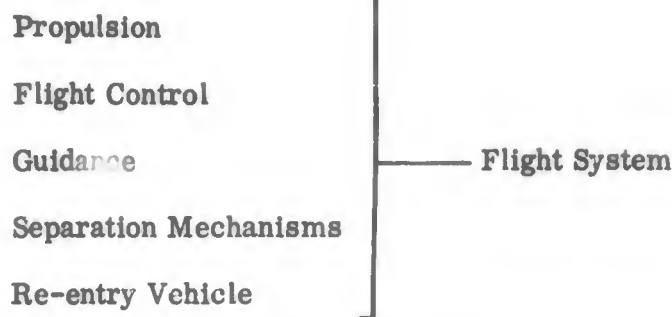 Propulsion
Flight Control
Guidance
Flight System
Separation Mechanisms
Re-entry Vehicle